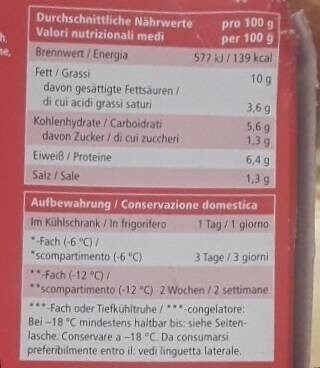 h.
ne,
Durchschnittliche Nährwerte pro 100 g
Valori nutrizionali medi per 100 g
Brennwert / Energia 577 kJ / 139 kcal
Fett / Grassi 10 g
davon gesättigte Fettsäuren /
di cui acidi grassi saturi 3,6 g
Kohlenhydrate / Carboidrati 5,6 g
davon Zucker / di cui zuccheri 1,3 g
Eiweiß / Proteine 6,4 g
Salz / Sale 1,3 g
Aufbewahrung / Conservazione domestica
Im Kühlschrank / In frigorifero 1 Tag / 1 giorno
*-Fach (-6 °C) /
*scompartimento (-6 °C) 3 Tage / 3 giorni
**-Fach (-12 °C) /
**scompartimento (-12 °C) 2 Wochen / 2 settimane
***-Fach oder Tiefkühltruhe / ***-congelatore:
Bei –18 °C mindestens haltbar bis: siehe Seiten-
lasche. Conservare a –18 °C. Da consumarsi
preferibilmente entro il: vedi linguetta laterale.